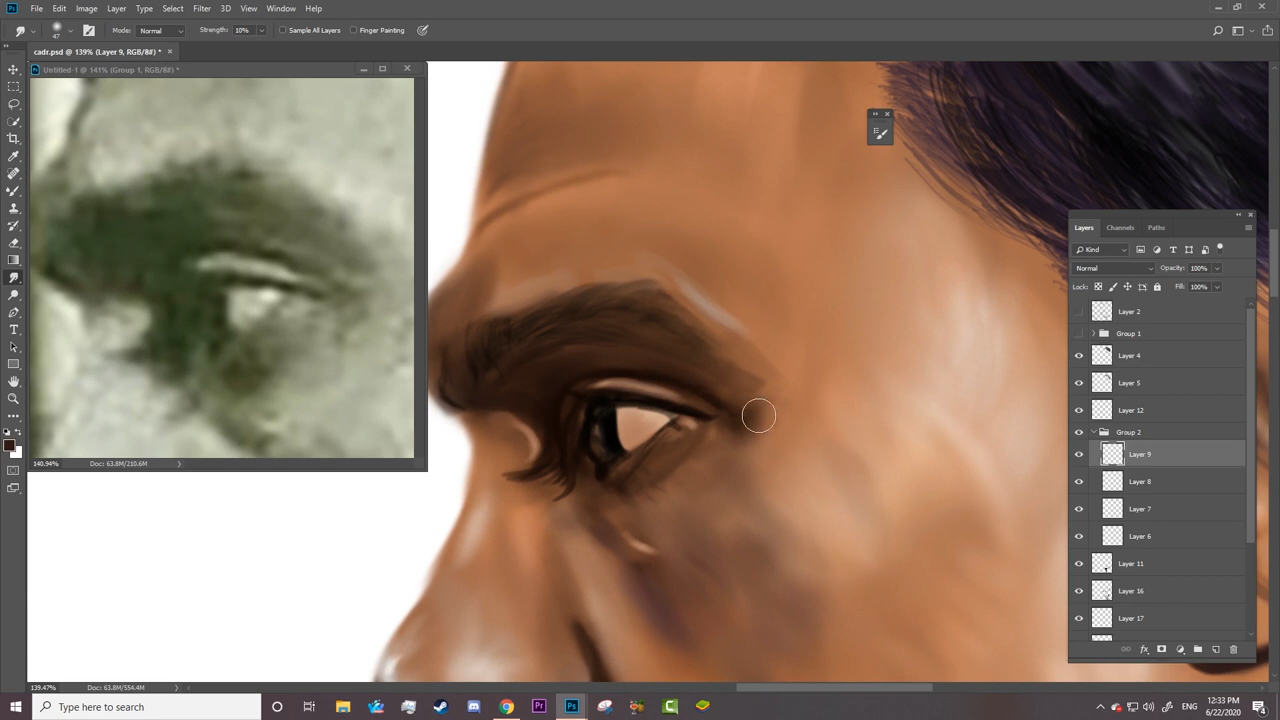 File Edit Image Layer Type Select Filter 3D View Window Help
47 Mode: Normal Strength: 10% Sample All Layers Finger Painting
cadr.psd @ 139% (Layer 9, RGB/8#) *
Untitled-1 @ 141% (Group 1, RGB/8#) *
140.94% Doc: 63.8M/210.6M
Layers Channels Paths
Kind
Normal Opacity: 100%
Lock: Fill: 100%
Layer 2
Group 1
Layer 4
Layer 5
Layer 12
Group 2
Layer 9
Layer 8
Layer 7
Layer 6
Layer 11
Layer 16
Layer 17
fx
139.47% Doc: 63.8M/554.4M
Type here to search
12:33 PM
6/22/2020